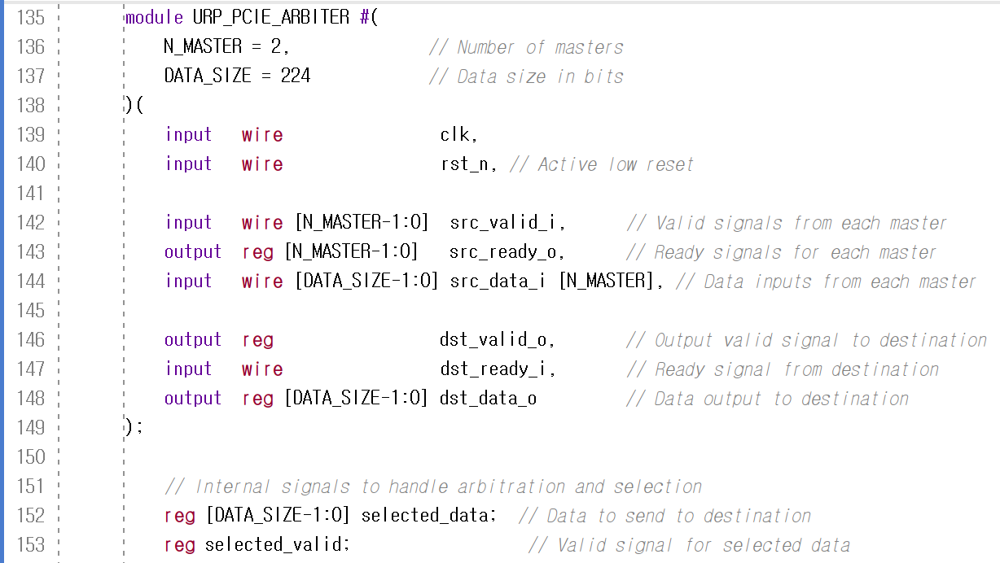 135 module URP_PCIE_ARBITER #(
136 N_MASTER = 2, // Number of masters
137 DATA_SIZE = 224 // Data size in bits
138 )(
139 input wire clk,
140 input wire rst_n, // Active low reset
141
142 input wire [N_MASTER-1:0] src_valid_i, // Valid signals from each master
143 output reg [N_MASTER-1:0] src_ready_o, // Ready signals for each master
144 input wire [DATA_SIZE-1:0] src_data_i [N_MASTER], // Data inputs from each master
145
146 output reg dst_valid_o, // Output valid signal to destination
147 input wire dst_ready_i, // Ready signal from destination
148 output reg [DATA_SIZE-1:0] dst_data_o // Data output to destination
149 );
150
151 // Internal signals to handle arbitration and selection
152 reg [DATA_SIZE-1:0] selected_data; // Data to send to destination
153 reg selected_valid; // Valid signal for selected data